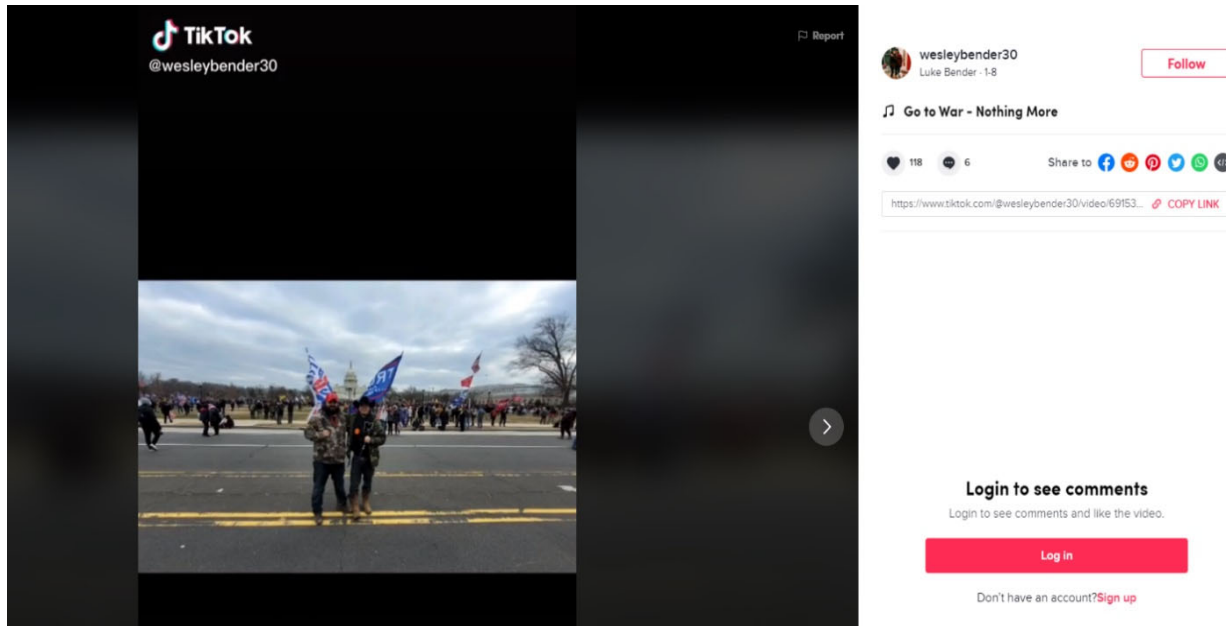 TikTok
@wesleybender30
Report
wesleybender30
Luke Bender · 1-8
Follow
Go to War - Nothing More
118
6
Share to
https://www.tiktok.com/@wesleybender30/video/69153...
COPY LINK
TR
Login to see comments
Login to see comments and like the video.
Log in
Don't have an account?Sign up